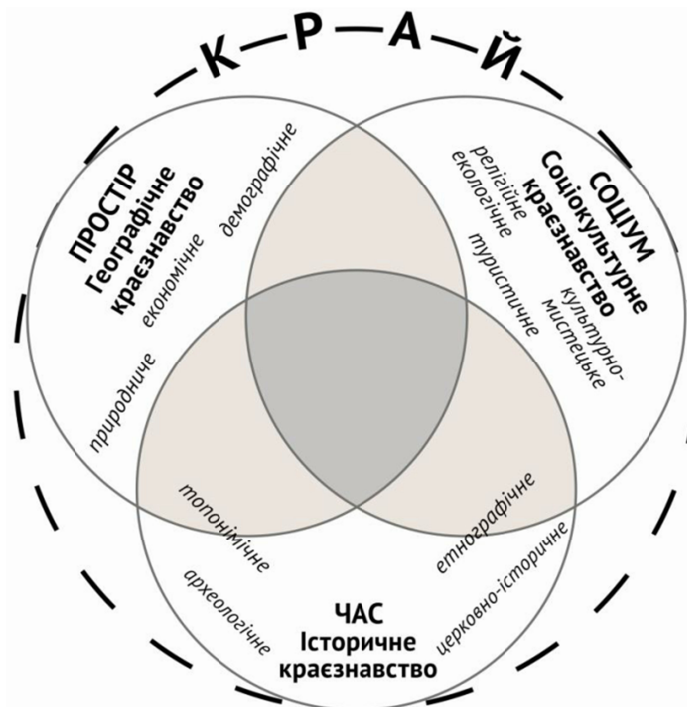 КРАЙ
ПРОСТІР
Географічне
краєзнавство
демографічне
економічне
природниче
СОЦІУМ
Соціокультурне
краєзнавство
релігійне
екологічне
туристичне
культурно-
мистецьке
топонімічне
археологічне
етнографічне
церковно-історичне
ЧАС
Історичне
краєзнавство